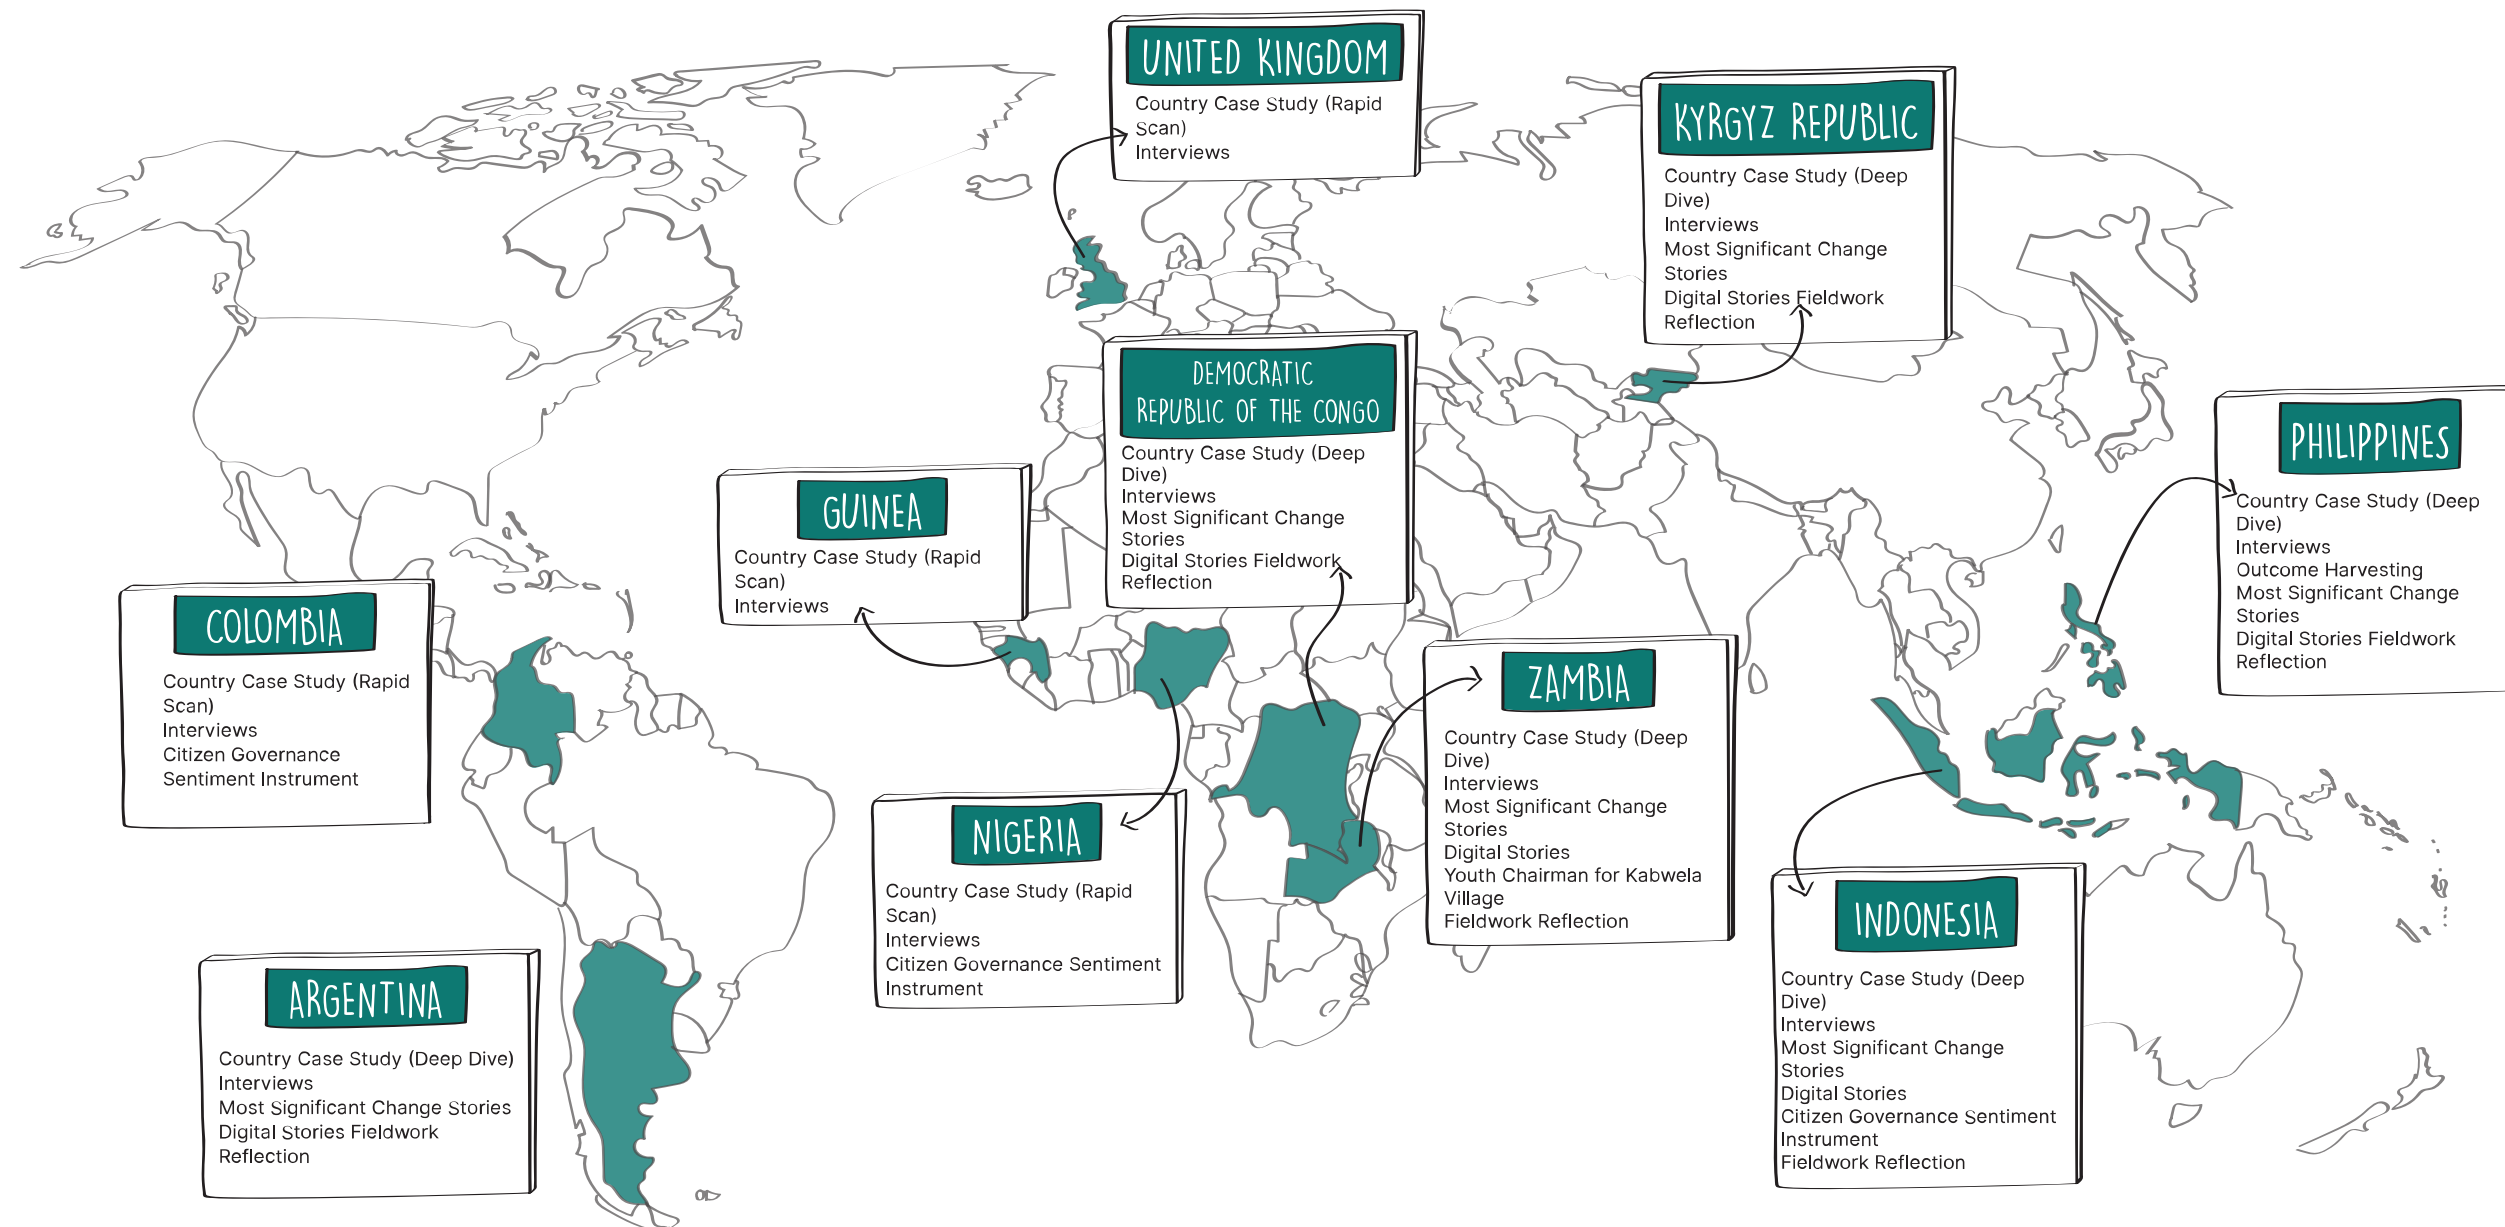 UNITED KINGDOM
Country Case Study (Rapid
Scan)
Interviews
KYRGYZ REPUBLIC
Country Case Study (Deep
Dive)
Interviews
Most Significant Change
Stories
Digital Stories Fieldwork
Reflection
DEMOCRATIC
REPUBLIC OF THE CONGO
Country Case Study (Deep
Dive)
Interviews
Most Significant Change
Stories
Digital Stories Fieldwork
Reflection
PHILIPPINES
Country Case Study (Deep
Dive)
Interviews
Outcome Harvesting
Most Significant Change
Stories
Digital Stories Fieldwork
Reflection
GUINEA
Country Case Study (Rapid
Scan)
Interviews
COLOMBIA
Country Case Study (Rapid
Scan)
Interviews
Citizen Governance
Sentiment Instrument
ZAMBIA
Country Case Study (Deep
Dive)
Interviews
Most Significant Change
Stories
Digital Stories
Youth Chairman for Kabwela
Village
Fieldwork Reflection
NIGERIA
Country Case Study (Rapid
Scan)
Interviews
Citizen Governance Sentiment
Instrument
INDONESIA
Country Case Study (Deep
Dive)
Interviews
Most Significant Change
Stories
Digital Stories
Citizen Governance Sentiment
Instrument
Fieldwork Reflection
ARGENTINA
Country Case Study (Deep Dive)
Interviews
Most Significant Change Stories
Digital Stories Fieldwork
Reflection